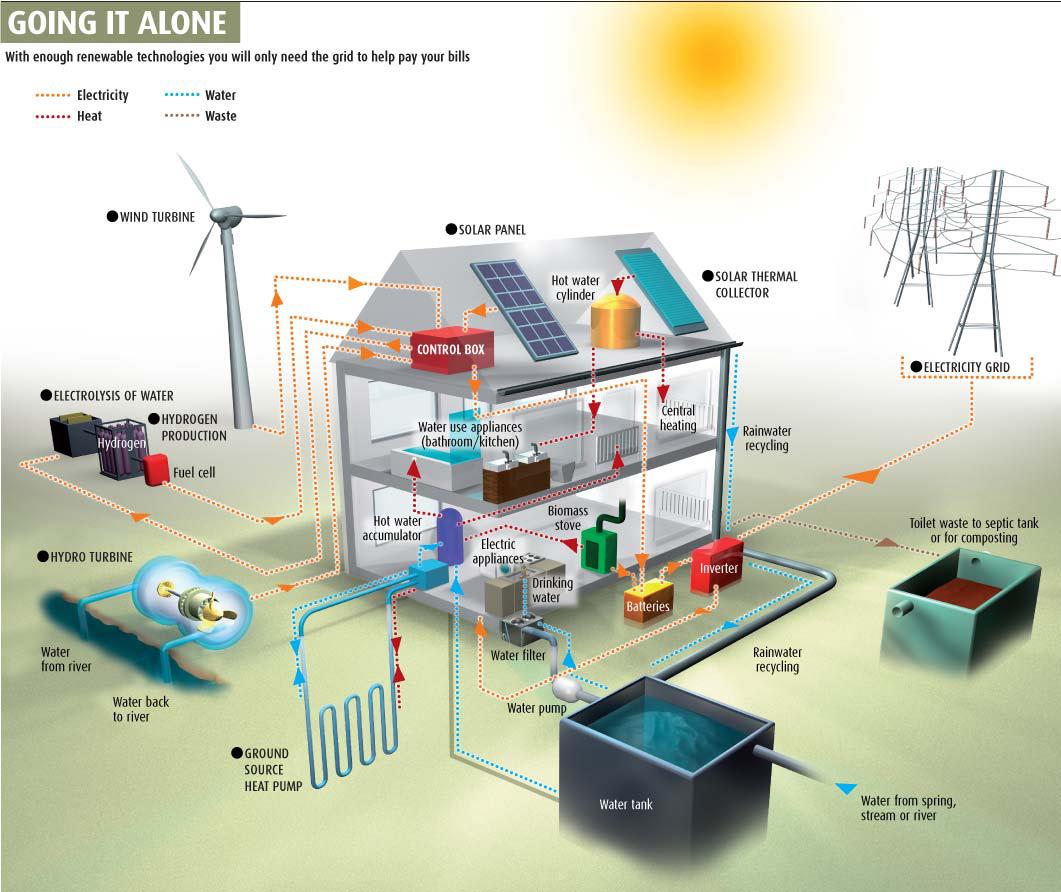 GOING IT ALONE
With enough renewable technologies you will only need the grid to help pay your bills
Electricity
Water
Heat
Waste
WIND TURBINE
SOLAR PANEL
SOLAR THERMAL
COLLECTOR
Hot water
cylinder
CONTROL BOX
ELECTRICITY GRID
ELECTROLYSIS OF WATER
HYDROGEN
PRODUCTION
Hydrogen
Fuel cell
Water use appliances
(bathroom/kitchen)
Central
heating
Rainwater
recycling
Hot water
accumulator
Biomass
stove
Electric
appliances
Drinking
water
Inverter
Batteries
Toilet waste to septic tank
or for composting
HYDRO TURBINE
Water
from river
Water back
to river
Water filter
Rainwater
recycling
Water pump
GROUND
SOURCE
HEAT PUMP
Water tank
Water from spring,
stream or river